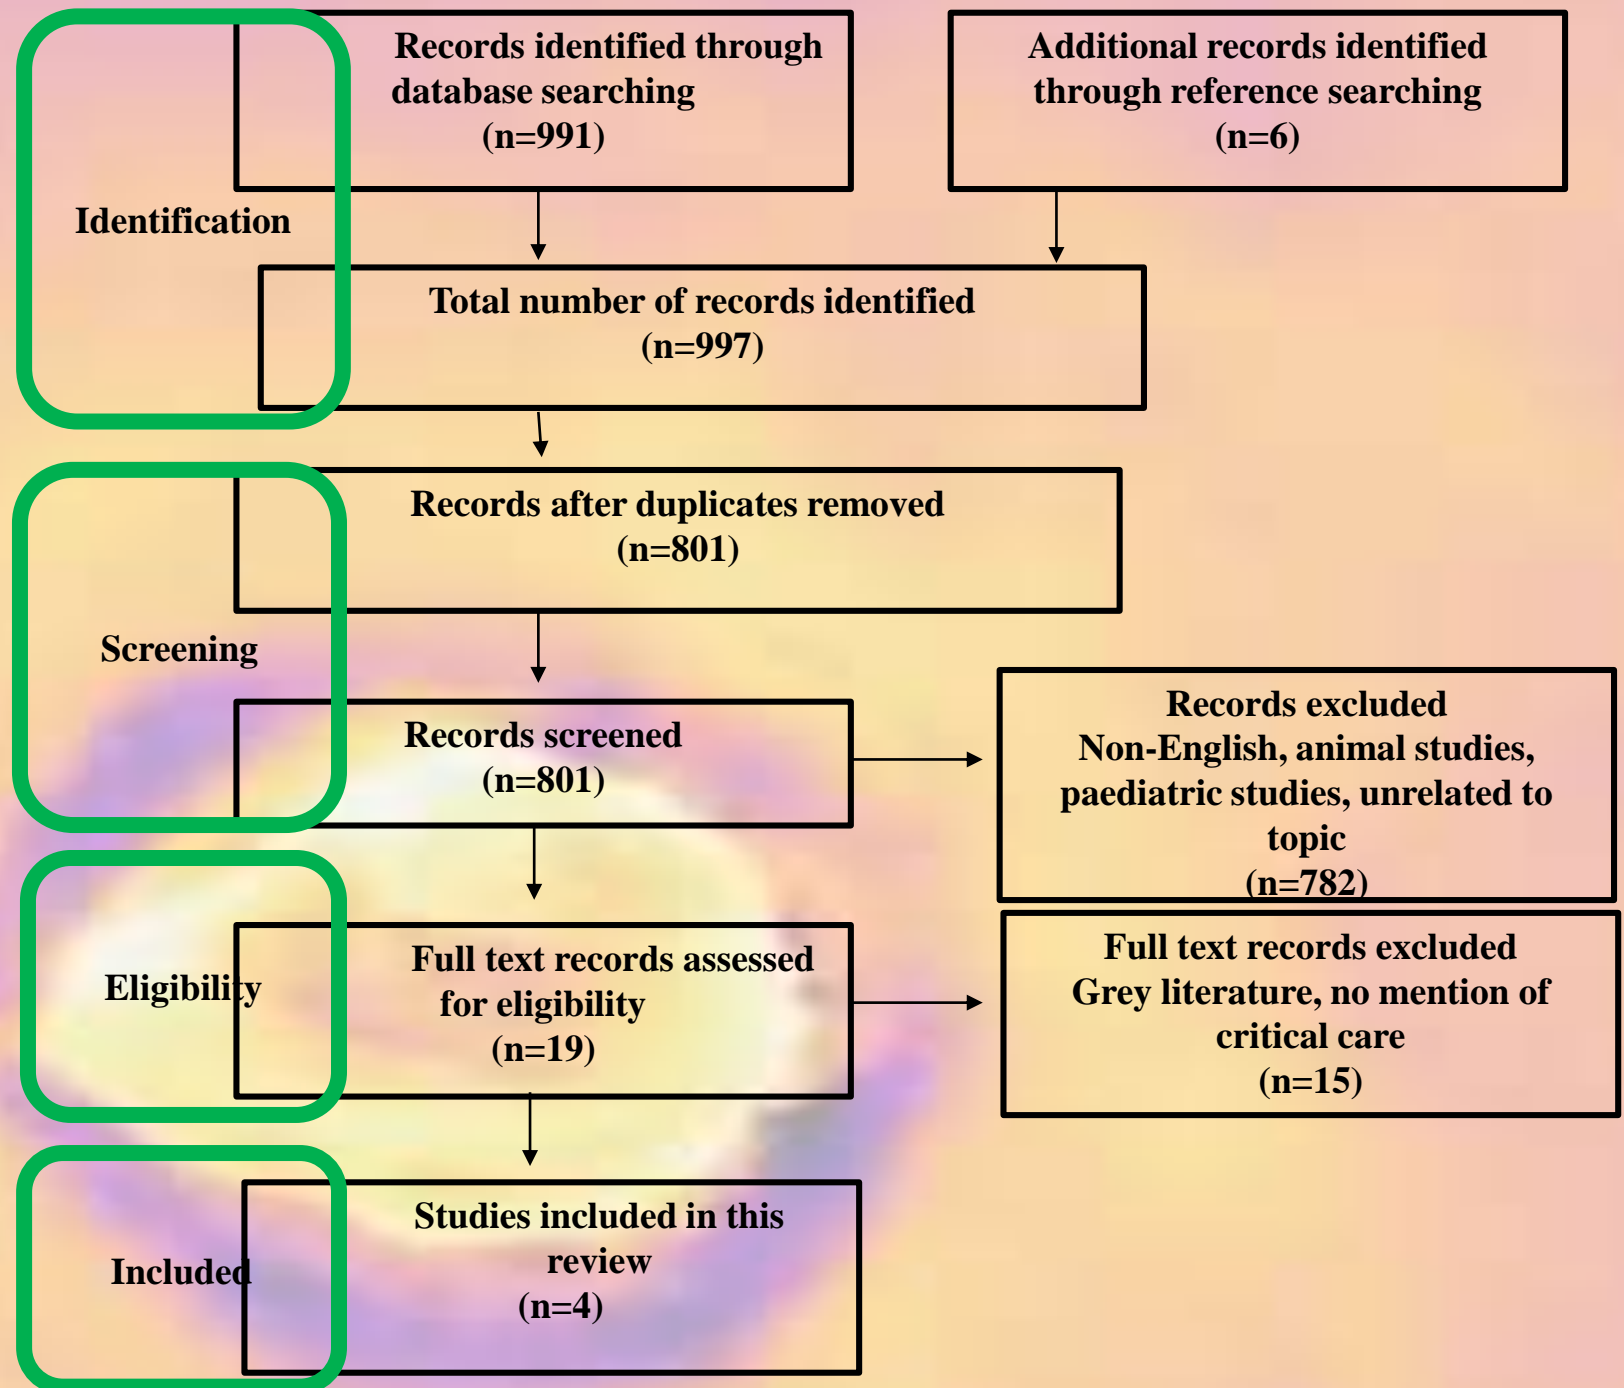 Records identified through
database searching
(n=991)
Additional records identified
through reference searching
(n=6)
Identification
Total number of records identified
(n=997)
Records after duplicates removed
(n=801)
Screening
Records screened
(n=801)
Records excluded
Non-English, animal studies,
paediatric studies, unrelated to
topic
(n=782)
Eligibility
Full text records assessed
for eligibility
(n=19)
Full text records excluded
Grey literature, no mention of
critical care
(n=15)
Included
Studies included in this
review
(n=4)